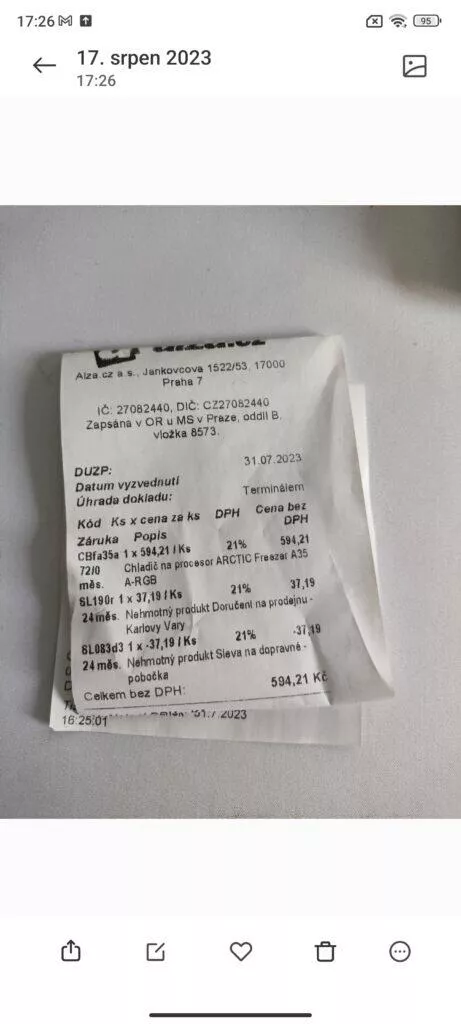 17:26
95
17. srpen 2023
17:26
alza.cz
Alza.cz a.s., Jankovcova 1522/53, 17000
Praha 7
IČ: 27082440, DIČ: CZ27082440
Zapsána v OR u MS v Praze, oddíl B,
vložka 8573.
DUZP: 31.07.2023
Datum vyzvednutí
Úhrada dokladu: Terminálem
Kód Ks x cena za ks DPH Cena bez
DPH
Záruka Popis
CBfa35a 1 x 594,21 / Ks 21% 594,21
72/0 Chladič na procesor ARCTIC Freezer A35
měs. A-RGB
SL190r 1 x 37,19 / Ks 21% 37,19
24 měs. Nehmotný produkt Doručení na prodejnu -
Karlovy Vary
SL083d3 1 x -37,19 / Ks 21% -37,19
24 měs. Nehmotný produkt Sleva na dopravné -
pobočka
Celkem bez DPH: 594,21 Kč
16:25:01